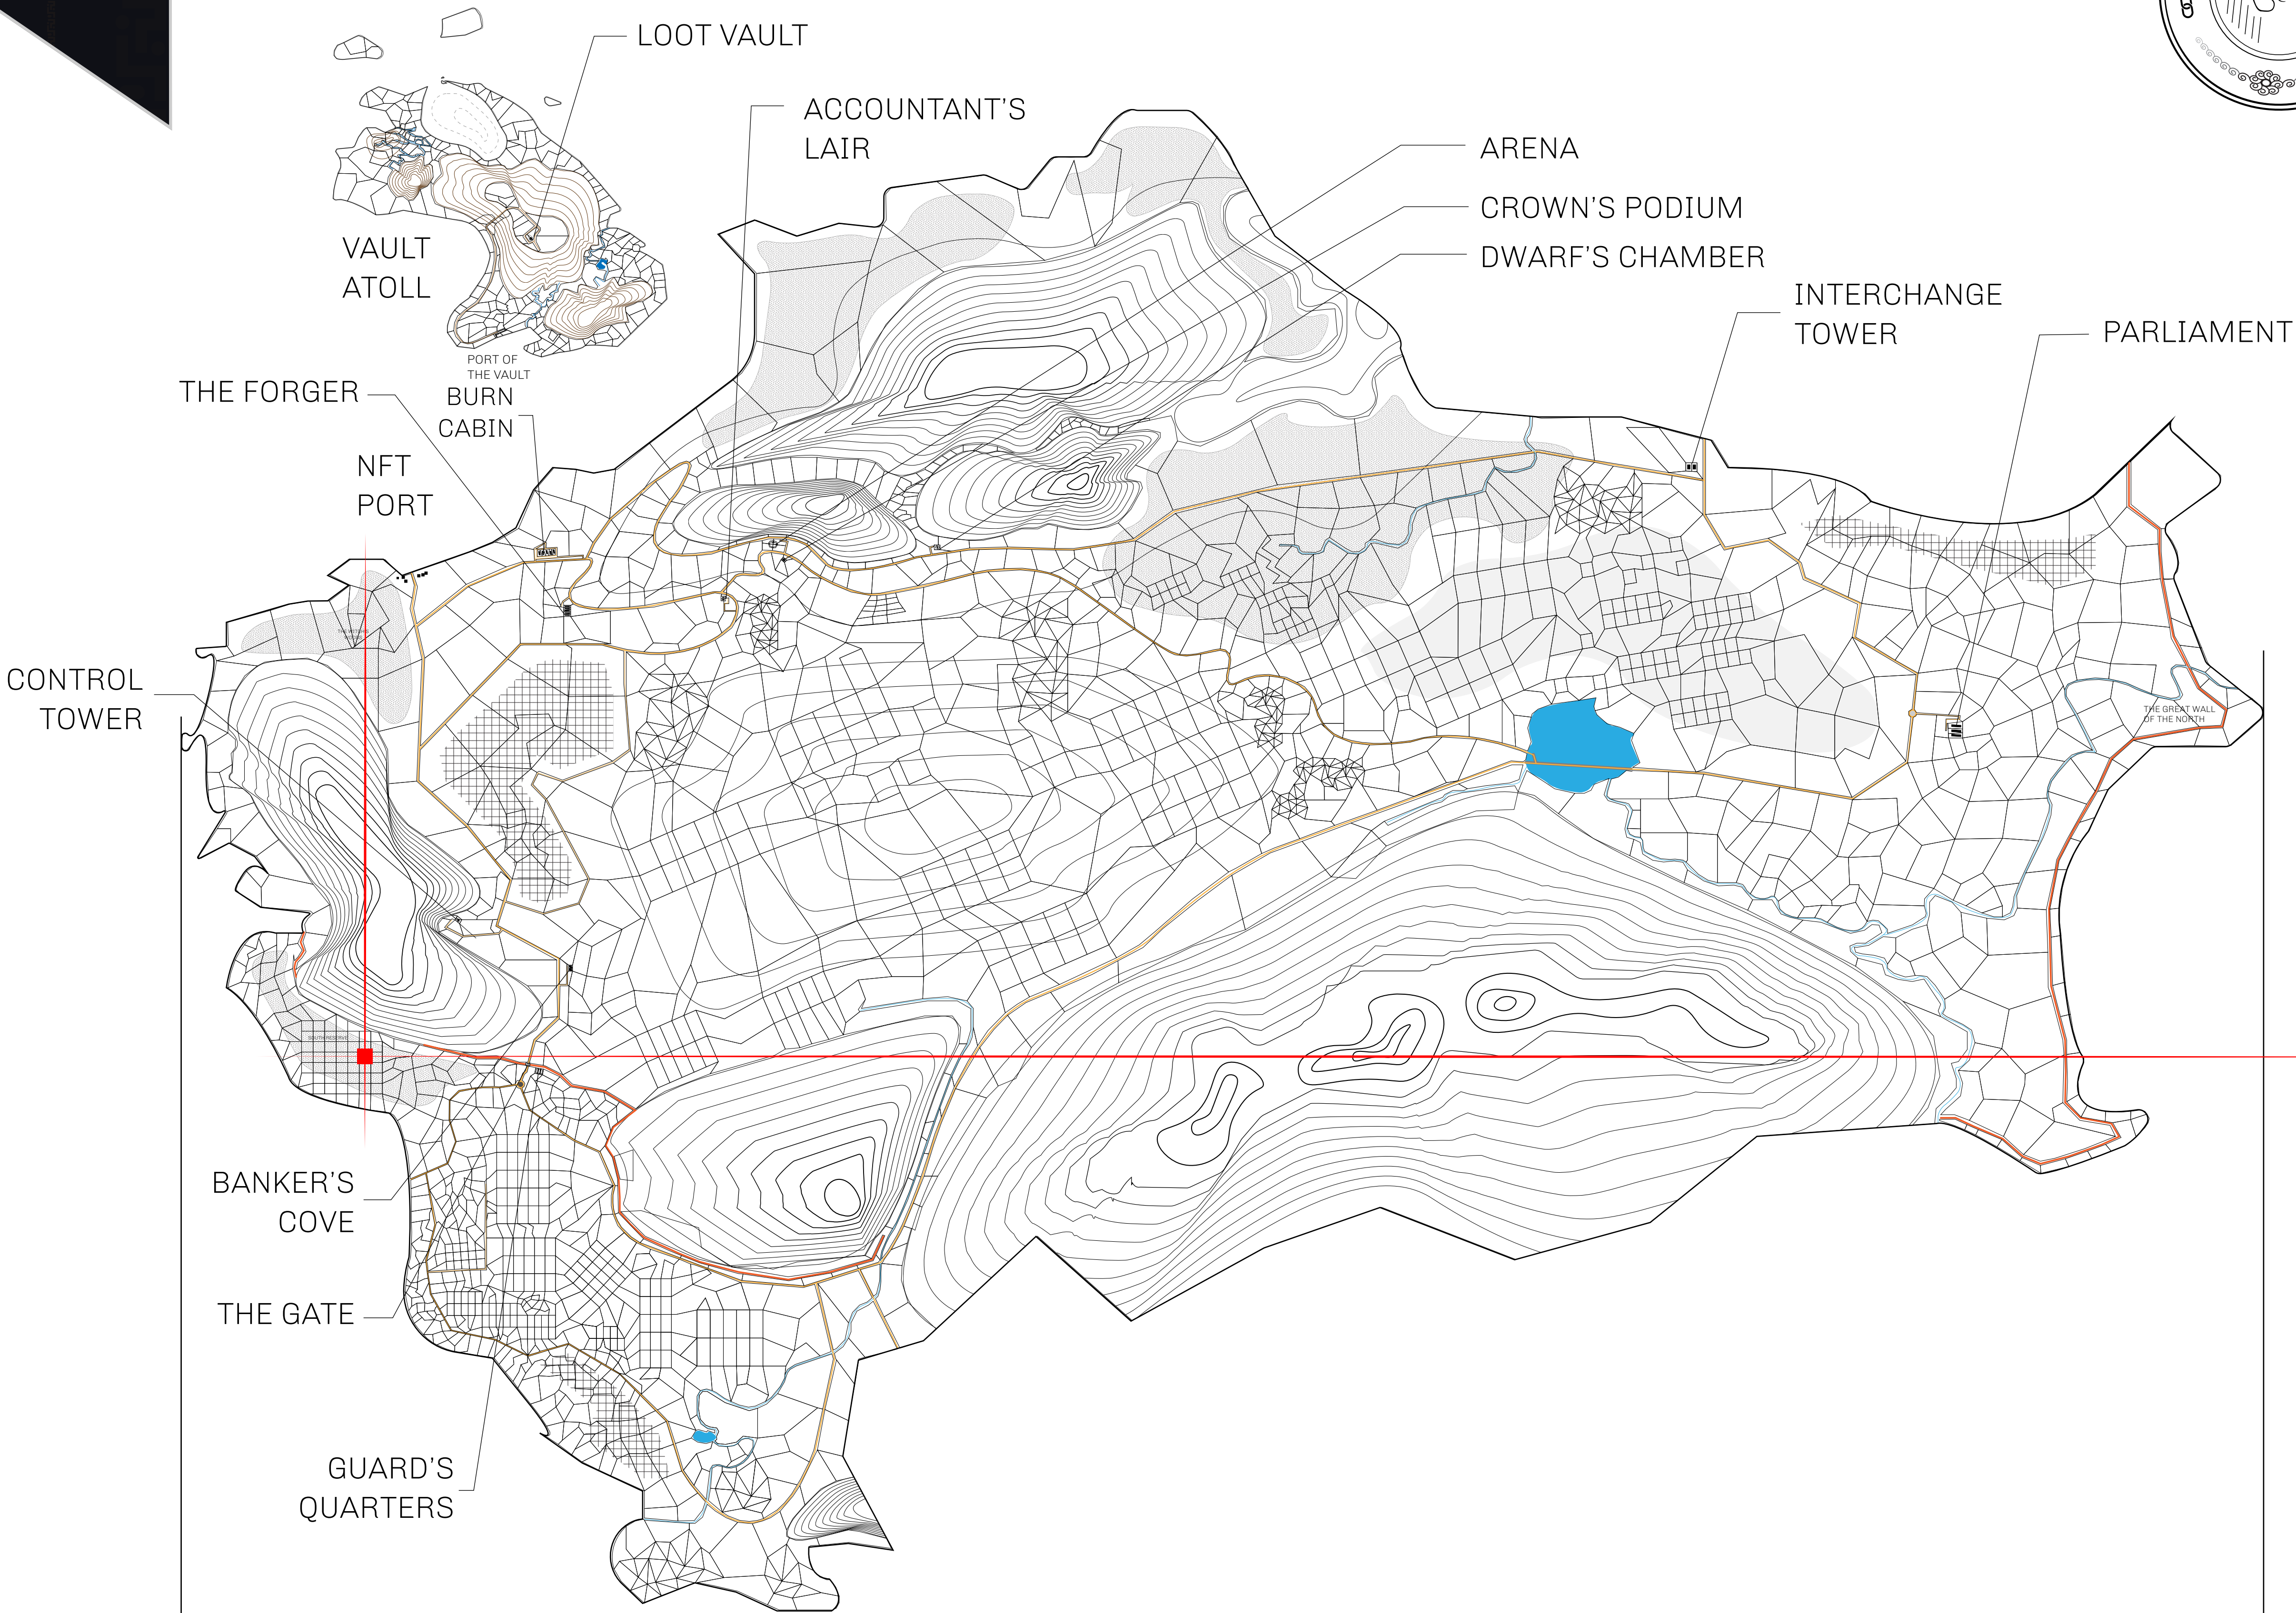 LOOT VAULT
ACCOUNTANT'S
LAIR
ARENA
CROWN'S PODIUM
DWARF'S CHAMBER
INTERCHANGE
TOWER
PARLIAMENT
VAULT
ATOLL
PORT OF
THE VAULT
THE FORGER
BURN
CABIN
NFT
PORT
CONTROL
TOWER
THE GREAT WALL
OF THE NORTH
SOUTH RESERVE
BANKER'S
COVE
THE GATE
GUARD'S
QUARTERS